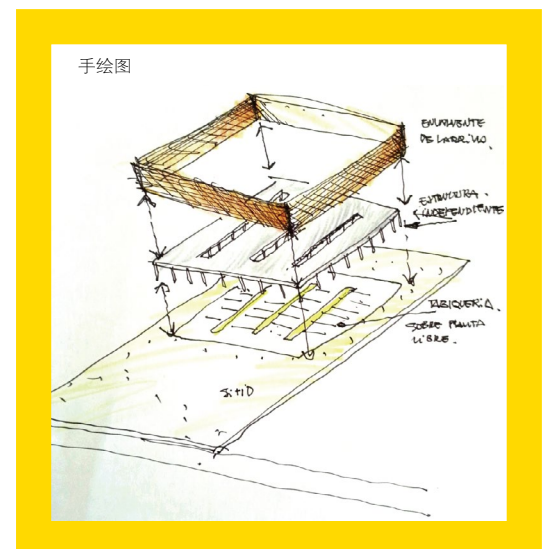 手绘图
ENVOLVENTE
DE LADRILLO.
ESTRUCTURA.
INDEPENDIENTE
TABIQUERIA.
SOBRE PLANTA
LIBRE.
SITIO